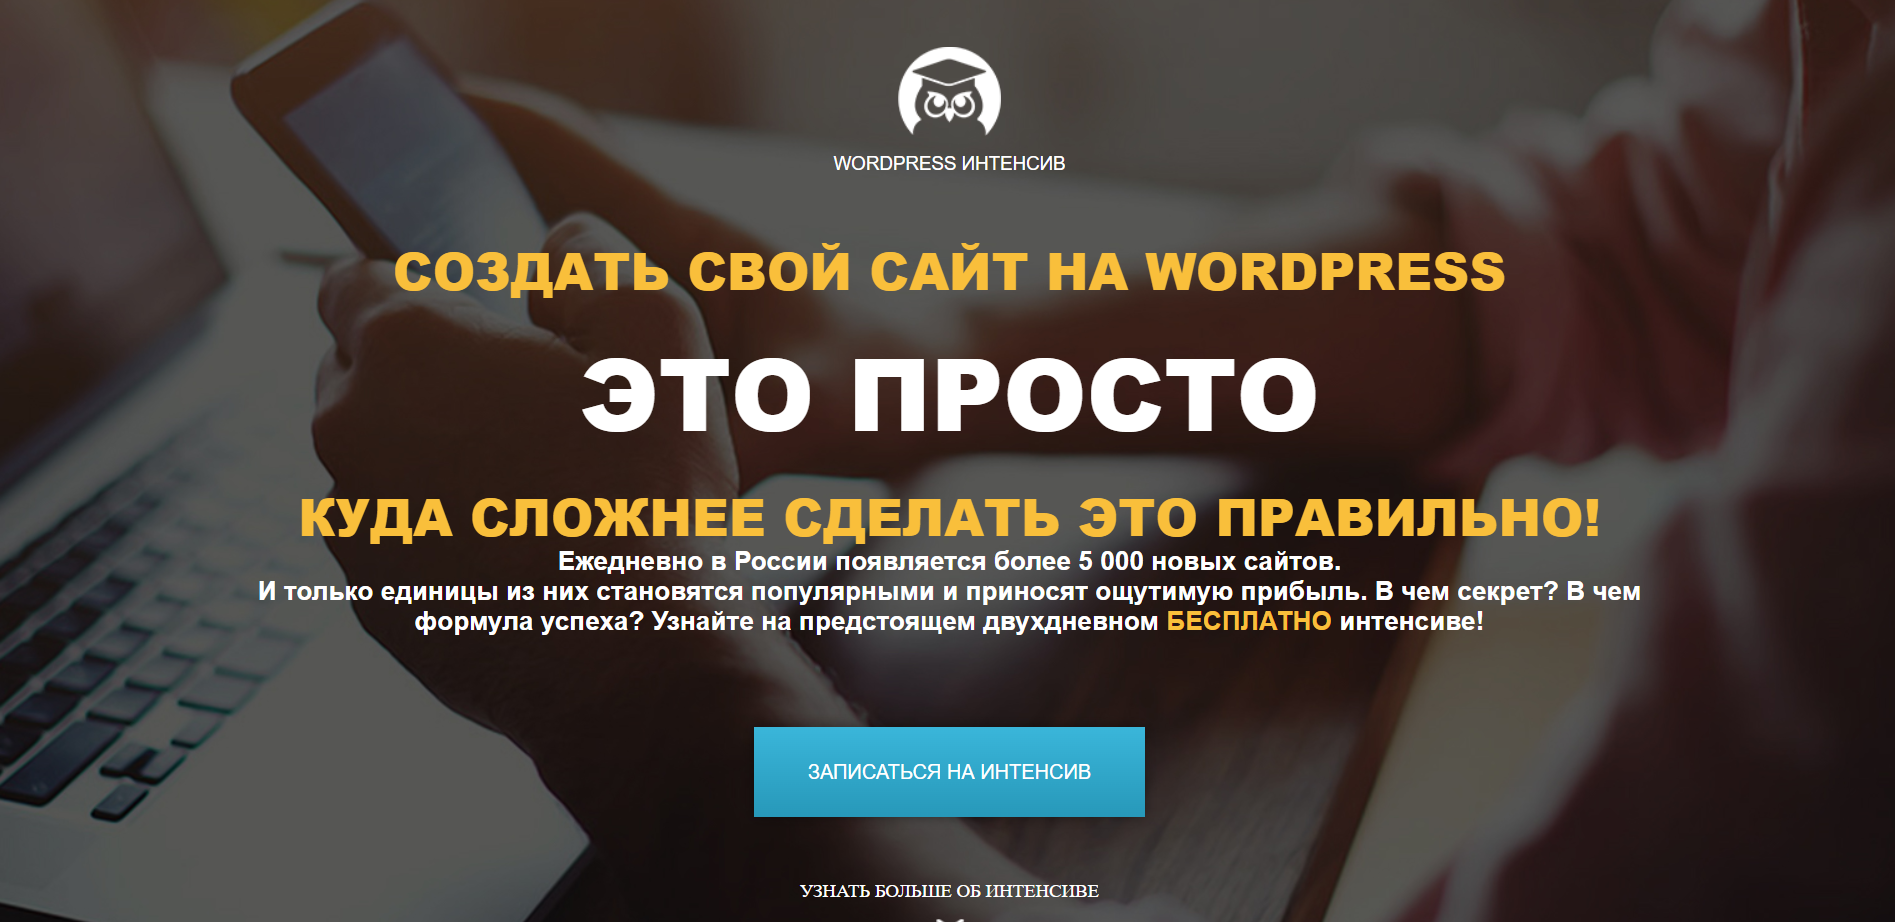 WORDPRESS ИНТЕНСИВ
СОЗДАТЬ СВОЙ САЙТ НА WORDPRESS
ЭТО ПРОСТО
КУДА СЛОЖНЕЕ СДЕЛАТЬ ЭТО ПРАВИЛЬНО!
Ежедневно в России появляется более 5 000 новых сайтов.
И только единицы из них становятся популярными и приносят ощутимую прибыль. В чем секрет? В чем
формула успеха? Узнайте на предстоящем двухдневном БЕСПЛАТНО интенсиве!
ЗАПИСАТЬСЯ НА ИНТЕНСИВ
УЗНАТЬ БОЛЬШЕ ОБ ИНТЕНСИВЕ